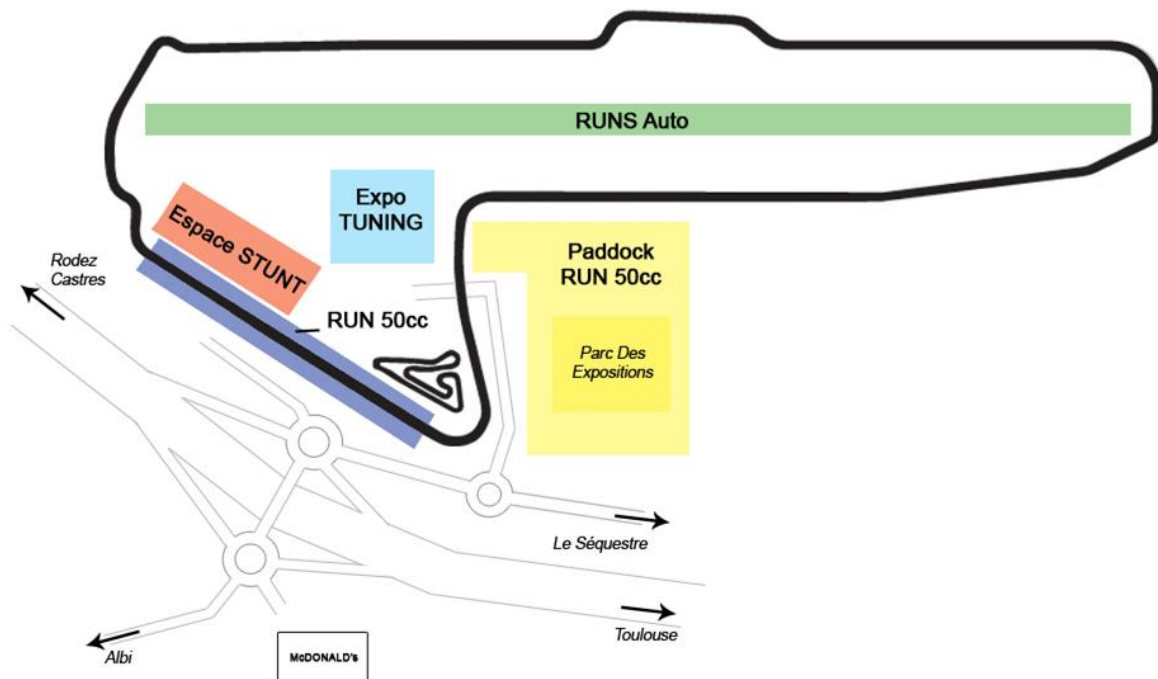 RUNS Auto
Expo
TUNING
Espace STUNT
Paddock
RUN 50cc
Rodez
Castres
RUN 50cc
Parc Des
Expositions
Le Séquestre
Toulouse
Albi
McDONALD's